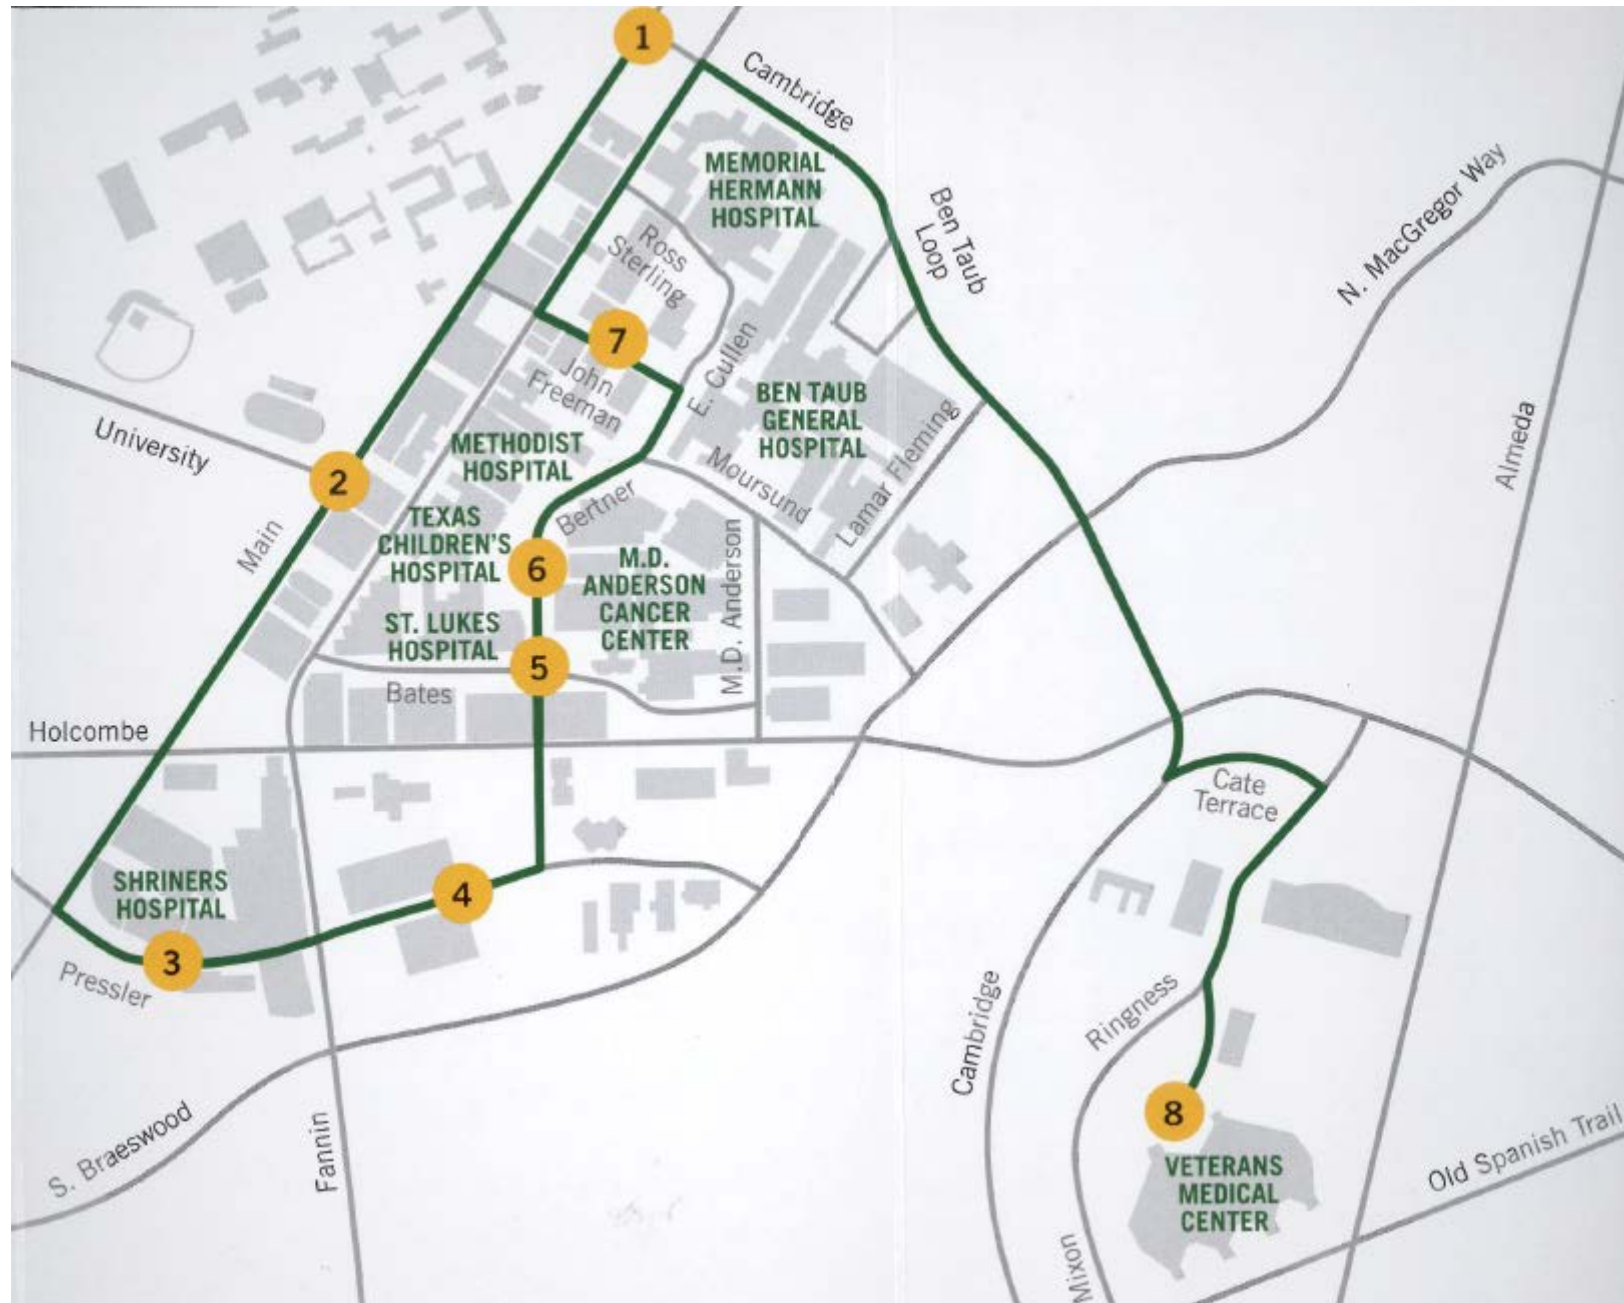 1
Cambridge
MEMORIAL
HERMANN
HOSPITAL
Ben Taub
Loop
N. MacGregor Way
Ross
Sterling
7
John
Freeman
E. Cullen
BEN TAUB
GENERAL
HOSPITAL
Almeda
University
METHODIST
HOSPITAL
Moursund
Lamar Fleming
2
Main
TEXAS
CHILDREN'S
HOSPITAL
Bertner
6
M.D.
ANDERSON
CANCER
CENTER
M.D. Anderson
ST. LUKES
HOSPITAL
5
Bates
Holcombe
Cate
Terrace
SHRINERS
HOSPITAL
4
3
Pressler
Cambridge
Ringness
8
S. Braeswood
Fannin
VETERANS
MEDICAL
CENTER
Old Spanish Trail
Mixon